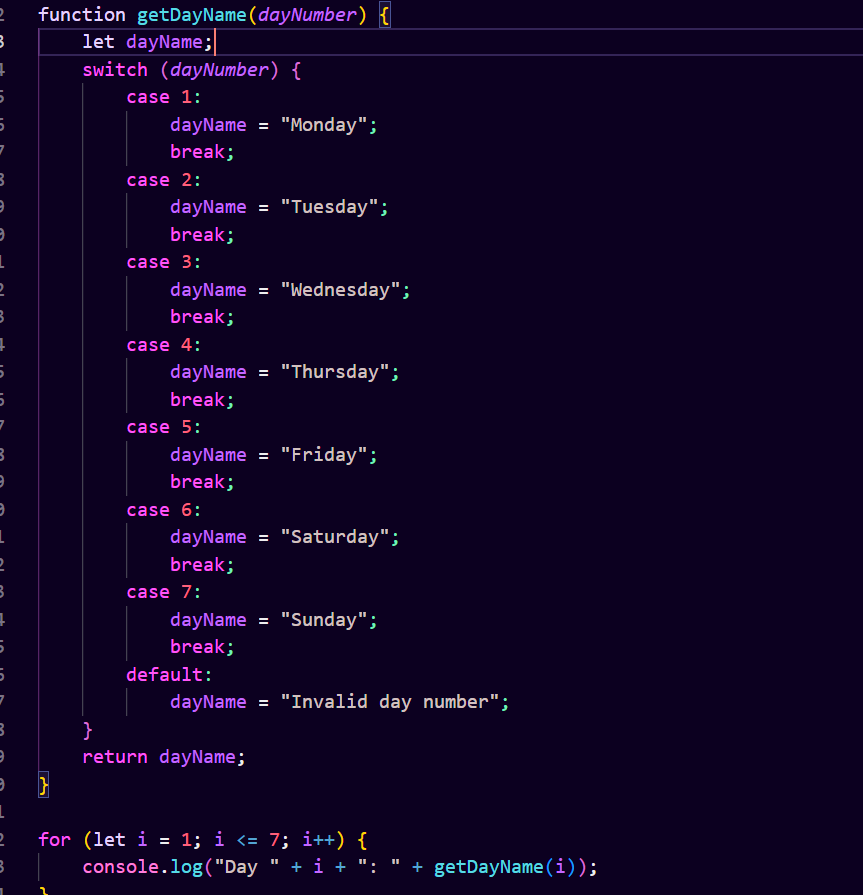 function getDayName(dayNumber) {
let dayName;
switch (dayNumber) {
case 1:
dayName = "Monday";
break;
case 2:
dayName = "Tuesday";
break;
case 3:
dayName = "Wednesday";
break;
case 4:
dayName = "Thursday";
break;
case 5:
dayName = "Friday";
break;
case 6:
dayName = "Saturday";
break;
case 7:
dayName = "Sunday";
break;
default:
dayName = "Invalid day number";
}
return dayName;
}
for (let i = 1; i <= 7; i++) {
console.log("Day " + i + ": " + getDayName(i));
}